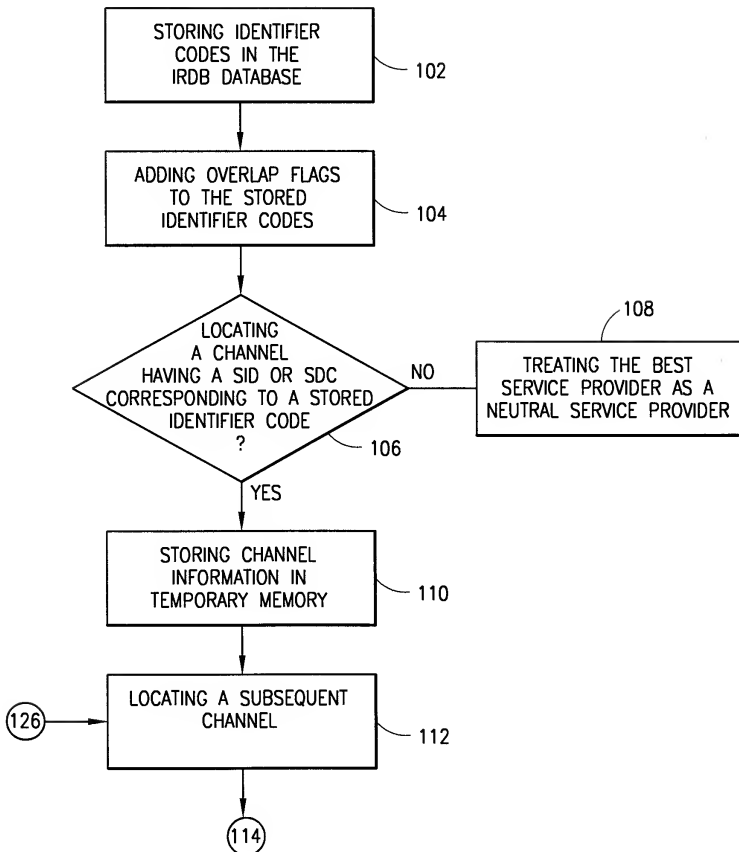 STORING IDENTIFIER
CODES IN THE
IRDB DATABASE
102
ADDING OVERLAP FLAGS
TO THE STORED
IDENTIFIER CODES
104
LOCATING
A CHANNEL
HAVING A SID OR SDC
CORRESPONDING TO A STORED
IDENTIFIER CODE
?
106
NO
108
TREATING THE BEST
SERVICE PROVIDER AS A
NEUTRAL SERVICE PROVIDER
YES
STORING CHANNEL
INFORMATION IN
TEMPORARY MEMORY
110
LOCATING A SUBSEQUENT
CHANNEL
112
126
114